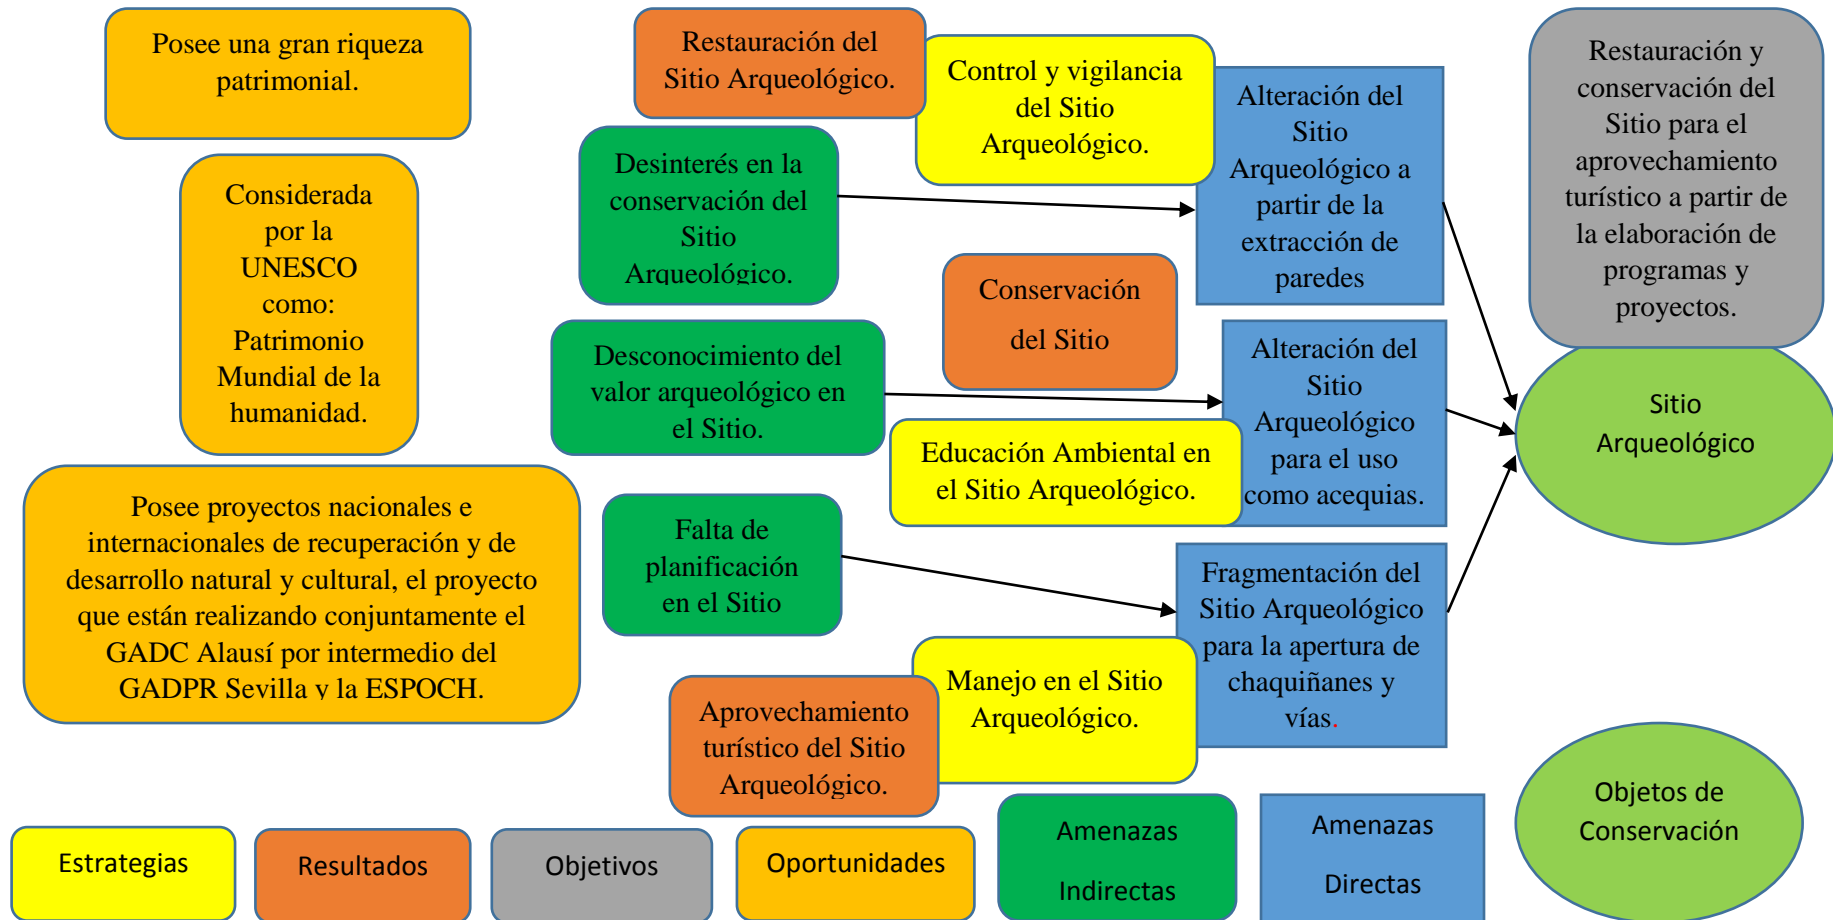 Posee una gran riqueza
patrimonial.
Considerada
por la
UNESCO
como:
Patrimonio
Mundial de la
humanidad.
Posee proyectos nacionales e
internacionales de recuperación y de
desarrollo natural y cultural, el proyecto
que están realizando conjuntamente el
GADC Alausí por intermedio del
GADPR Sevilla y la ESPOCH.
Restauración del
Sitio Arqueológico.
Control y vigilancia
del Sitio
Arqueológico.
Desinterés en la
conservación del
Sitio
Arqueológico.
Alteración del
Sitio
Arqueológico a
partir de la
extracción de
paredes
Conservación
del Sitio
Desconocimiento del
valor arqueológico en
el Sitio.
Alteración del
Sitio
Arqueológico
para el uso
como acequias.
Educación Ambiental en
el Sitio Arqueológico.
Falta de
planificación
en el Sitio
Fragmentación del
Sitio Arqueológico
para la apertura de
chaquiñanes y
vías.
Manejo en el Sitio
Arqueológico.
Aprovechamiento
turístico del Sitio
Arqueológico.
Restauración y
conservación del
Sitio para el
aprovechamiento
turístico a partir de
la elaboración de
programas y
proyectos.
Sitio
Arqueológico
Estrategias
Resultados
Objetivos
Oportunidades
Amenazas
Indirectas
Amenazas
Directas
Objetos de
Conservación